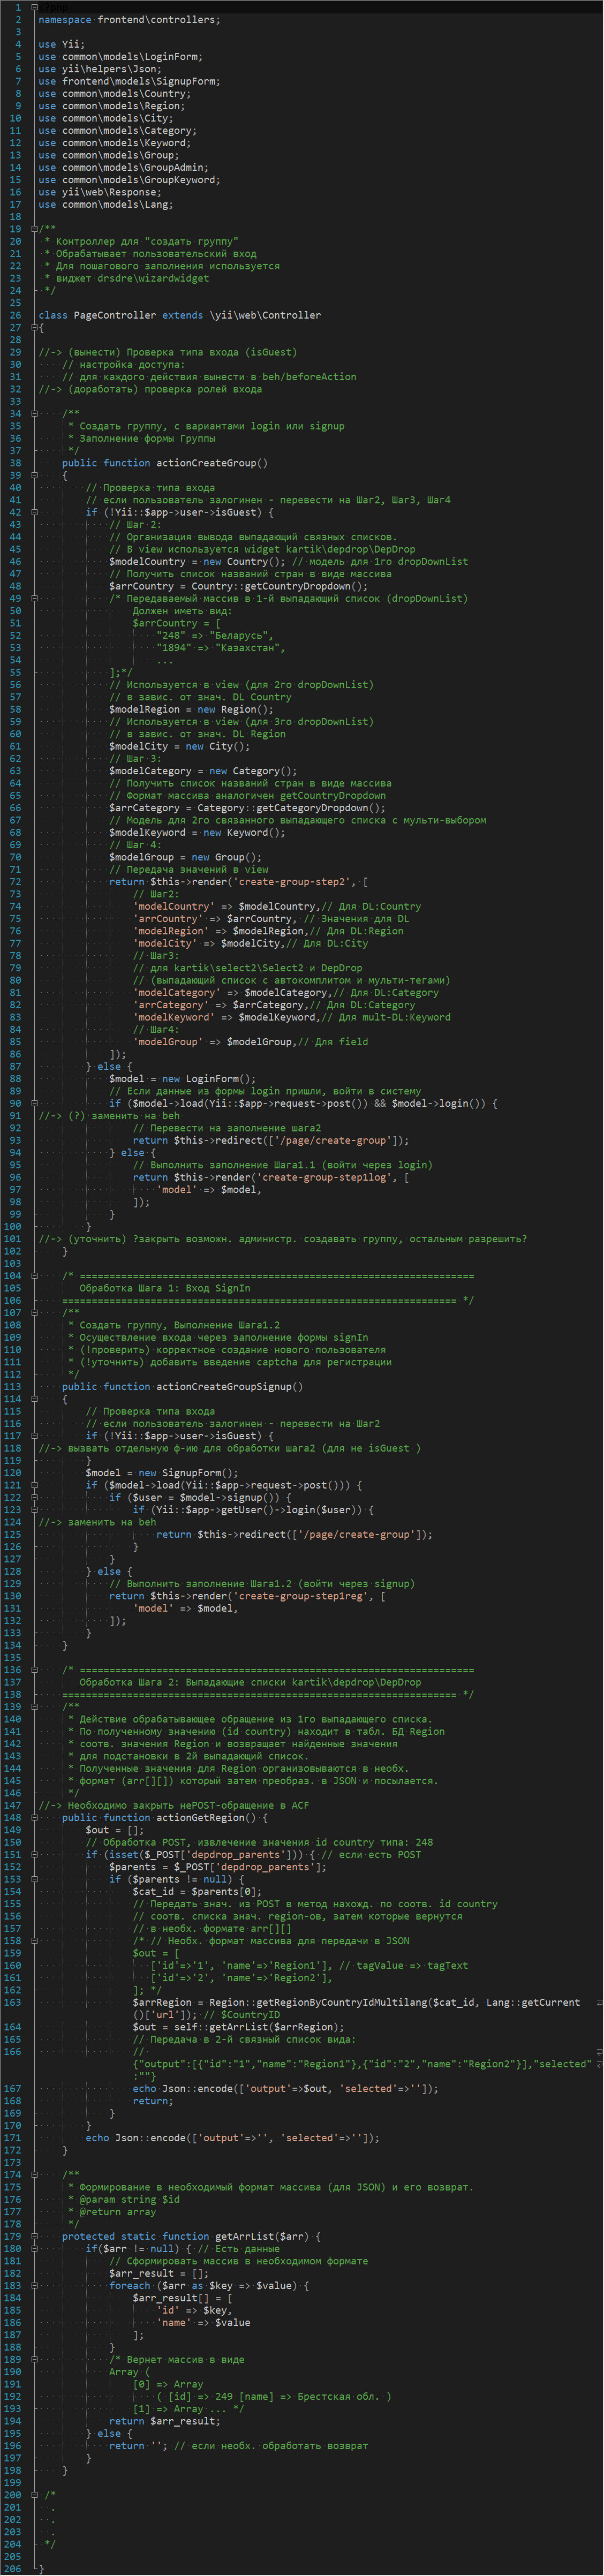 1 <?php
2 namespace frontend\controllers;
3
4 use Yii;
5 use common\models\LoginForm;
6 use yii\helpers\Json;
7 use frontend\models\SignupForm;
8 use common\models\Country;
9 use common\models\Region;
10 use common\models\City;
11 use common\models\Category;
12 use common\models\Keyword;
13 use common\models\Group;
14 use common\models\GroupAdmin;
15 use common\models\GroupKeyword;
16 use yii\web\Response;
17 use common\models\Lang;
18
19 /**
20 * Контроллер для "создать группу"
21 * Обрабатывает пользовательский вход
22 * Для пошагового заполнения используется
23 * виджет drsdre\wizardwidget
24 */
25
26 class PageController extends \yii\web\Controller
27 {
28
29 //-> (вынести) Проверка типа входа (isGuest)
30 // настройка доступа:
31 // для каждого действия вынести в beh/beforeAction
32 //-> (доработать) проверка ролей входа
33
34 /**
35 * Создать группу, с вариантами login или signup
36 * Заполнение формы Группы
37 */
38 public function actionCreateGroup()
39 {
40 // Проверка типа входа
41 // если пользователь залогинен - перевести на Шаг2, Шаг3, Шаг4
42 if (!Yii::$app->user->isGuest) {
43 // Шаг 2:
44 // Организация вывода выпадающий связных списков.
45 // В view используется widget kartik\depdrop\DepDrop
46 $modelCountry = new Country(); // модель для 1го dropDownList
47 // Получить список названий стран в виде массива
48 $arrCountry = Country::getCountryDropdown();
49 /* Передаваемый массив в 1-й выпадающий список (dropDownList)
50 Должен иметь вид:
51 $arrCountry = [
52 "248" => "Беларусь",
53 "1894" => "Казахстан",
54 ...
55 ];*/
56 // Используется в view (для 2го dropDownList)
57 // в завис. от знач. DL Country
58 $modelRegion = new Region();
59 // Используется в view (для 3го dropDownList)
60 // в завис. от знач. DL Region
61 $modelCity = new City();
62 // Шаг 3:
63 $modelCategory = new Category();
64 // Получить список названий стран в виде массива
65 // Формат массива аналогичен getCountryDropdown
66 $arrCategory = Category::getCategoryDropdown();
67 // Модель для 2го связанного выпадающего списка с мульти-выбором
68 $modelKeyword = new Keyword();
69 // Шаг 4:
70 $modelGroup = new Group();
71 // Передача значений в view
72 return $this->render('create-group-step2', [
73 // Шаг2:
74 'modelCountry' => $modelCountry,// Для DL:Country
75 'arrCountry' => $arrCountry, // Значения для DL
76 'modelRegion' => $modelRegion,// Для DL:Region
77 'modelCity' => $modelCity,// Для DL:City
78 // Шаг3:
79 // для kartik\select2\Select2 и DepDrop
80 // (выпадающий список с автокомплитом и мульти-тегами)
81 'modelCategory' => $modelCategory,// Для DL:Category
82 'arrCategory' => $arrCategory,// Для DL:Category
83 'modelKeyword' => $modelKeyword,// Для mult-DL:Keyword
84 // Шаг4:
85 'modelGroup' => $modelGroup,// Для field
86 ]);
87 } else {
88 $model = new LoginForm();
89 // Если данные из формы login пришли, войти в систему
90 if ($model->load(Yii::$app->request->post()) && $model->login()) {
91 //-> (?) заменить на beh
92 // Перевести на заполнение шага2
93 return $this->redirect(['/page/create-group']);
94 } else {
95 // Выполнить заполнение Шага1.1 (войти через login)
96 return $this->render('create-group-step1log', [
97 'model' => $model,
98 ]);
99 }
100 }
101 //-> (уточнить) ?закрыть возможн. администр. создавать группу, остальным разрешить?
102 }
103
104 /* ===================================================================
105 Обработка Шага 1: Вход SignIn
106 =================================================================== */
107 /**
108 * Создать группу, Выполнение Шага1.2
109 * Осуществление входа через заполнение формы signIn
110 * (!проверить) корректное создание нового пользователя
111 * (!уточнить) добавить введение captcha для регистрации
112 */
113 public function actionCreateGroupSignup()
114 {
115 // Проверка типа входа
116 // если пользователь залогинен - перевести на Шаг2
117 if (!Yii::$app->user->isGuest) {
118 //-> вызвать отдельную ф-ию для обработки шага2 (для не isGuest )
119 }
120 $model = new SignupForm();
121 if ($model->load(Yii::$app->request->post())) {
122 if ($user = $model->signup()) {
123 if (Yii::$app->getUser()->login($user)) {
124 //-> заменить на beh
125 return $this->redirect(['/page/create-group']);
126 }
127 }
128 } else {
129 // Выполнить заполнение Шага1.2 (войти через signup)
130 return $this->render('create-group-step1reg', [
131 'model' => $model,
132 ]);
133 }
134 }
135
136 /* ===================================================================
137 Обработка Шага 2: Выпадающие списки kartik\depdrop\DepDrop
138 =================================================================== */
139 /**
140 * Действие обрабатывающее обращение из 1го выпадающего списка.
141 * По полученному значению (id country) находит в табл. БД Region
142 * соотв. значения Region и возвращает найденные значения
143 * для подстановки в 2й выпадающий список.
144 * Полученные значения для Region организовываются в необх.
145 * формат (arr[][]) который затем преобраз. в JSON и посылается.
146 */
147 //-> Необходимо закрыть неPOST-обращение в ACF
148 public function actionGetRegion() {
149 $out = [];
150 // Обработка POST, извлечение значения id country типа: 248
151 if (isset($_POST['depdrop_parents'])) { // если есть POST
152 $parents = $_POST['depdrop_parents'];
153 if ($parents != null) {
154 $cat_id = $parents[0];
155 // Передать знач. из POST в метод нахожд. по соотв. id country
156 // соотв. списка знач. region-ов, затем которые вернутся
157 // в необх. формате arr[][]
158 /* // Необх. формат массива для передачи в JSON
159 $out = [
160 ['id'=>'1', 'name'=>'Region1'], // tagValue => tagText
161 ['id'=>'2', 'name'=>'Region2'],
162 ]; */
163 $arrRegion = Region::getRegionByCountryIdMultilang($cat_id, Lang::getCurrent
()['url']); // $CountryID
164 $out = self::getArrList($arrRegion);
165 // Передача в 2-й связный список вида:
166 //
{"output":[{"id":"1","name":"Region1"},{"id":"2","name":"Region2"}],"selected"
:""}
167 echo Json::encode(['output'=>$out, 'selected'=>'']);
168 return;
169 }
170 }
171 echo Json::encode(['output'=>'', 'selected'=>'']);
172 }
173
174 /**
175 * Формирование в необходимый формат массива (для JSON) и его возврат.
176 * @param string $id
177 * @return array
178 */
179 protected static function getArrList($arr) {
180 if($arr != null) { // Есть данные
181 // Сформировать массив в необходимом формате
182 $arr_result = [];
183 foreach ($arr as $key => $value) {
184 $arr_result[] = [
185 'id' => $key,
186 'name' => $value
187 ];
188 }
189 /* Вернет массив в виде
190 Array (
191 [0] => Array
192 ( [id] => 249 [name] => Брестская обл. )
193 [1] => Array ... */
194 return $arr_result;
195 } else {
196 return ''; // если необх. обработать возврат
197 }
198 }
199
200 /*
201 .
202 .
203 .
204 */
205
206 }